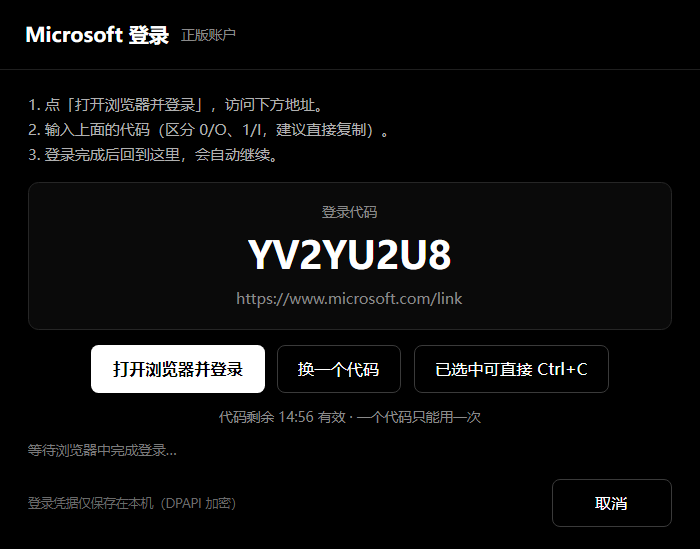 Microsoft 登录 正版账户
1. 点「打开浏览器并登录」，访问下方地址。
2. 输入上面的代码（区分 0/O、1/I，建议直接复制）。
3. 登录完成后回到这里，会自动继续。
登录代码
YV2YU2U8
https://www.microsoft.com/link
打开浏览器并登录 换一个代码 已选中可直接 Ctrl+C
代码剩余 14:56 有效 · 一个代码只能用一次
等待浏览器中完成登录...
登录凭据仅保存在本机（DPAPI 加密） 取消